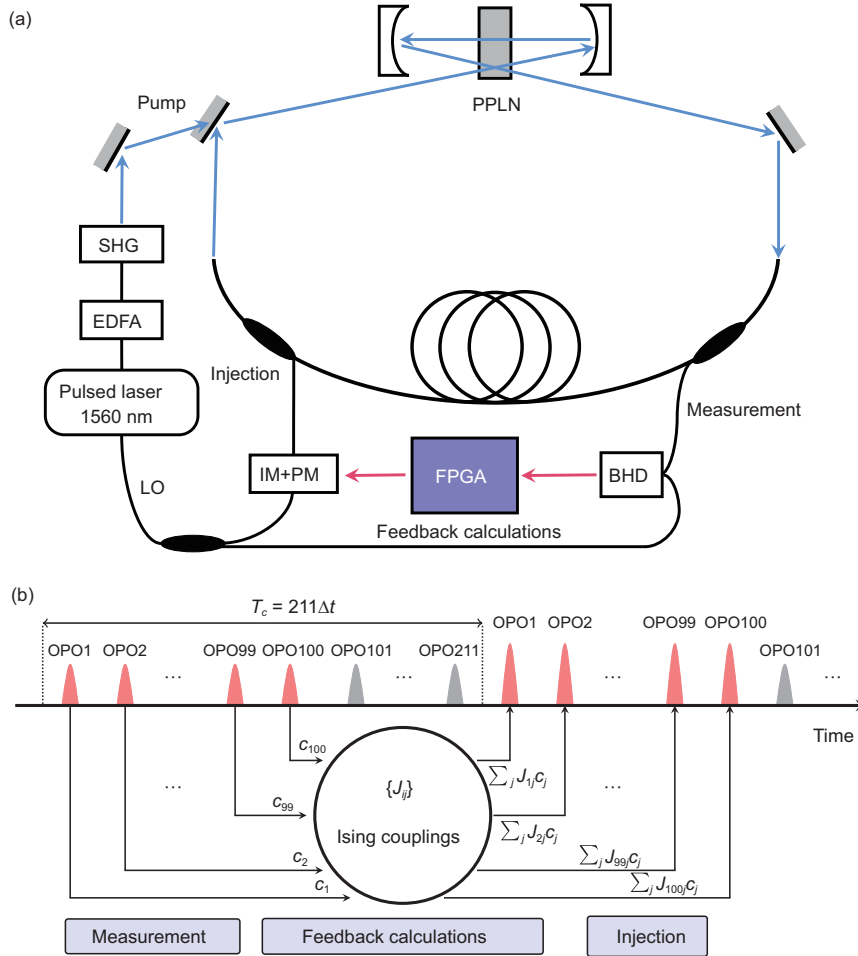 (a)
Pump
PPLN
SHG
EDFA
Injection
Pulsed laser
1560 nm
Measurement
LO
IM+PM
FPGA
BHD
Feedback calculations
(b)
T_c = 211Δt
OPO1
OPO2
...
OPO99
OPO100
OPO101
...
OPO211
OPO1
OPO2
...
OPO99
OPO100
OPO101
...
Time
c_100
{J_ij}
∑_j J_1j c_j
...
...
c_99
Ising couplings
∑_j J_2j c_j
c_2
∑_j J_99j c_j
c_1
∑_j J_100j c_j
Measurement
Feedback calculations
Injection